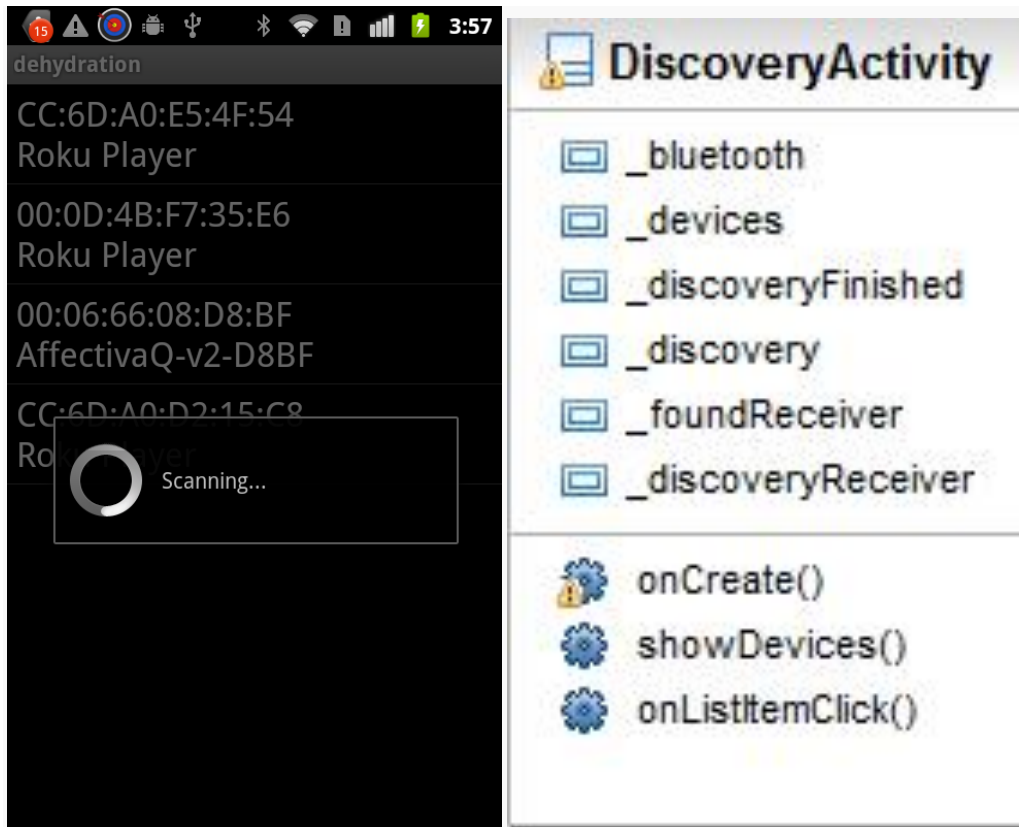 15
3:57
dehydration
CC:6D:A0:E5:4F:54
Roku Player
00:0D:4B:F7:35:E6
Roku Player
00:06:66:08:D8:BF
AffectivaQ-v2-D8BF
CC:6D:A0:D2:15:C8
Roku Player
Scanning...
DiscoveryActivity
_bluetooth
_devices
_discoveryFinished
_discovery
_foundReceiver
_discoveryReceiver
onCreate()
showDevices()
onListItemClick()